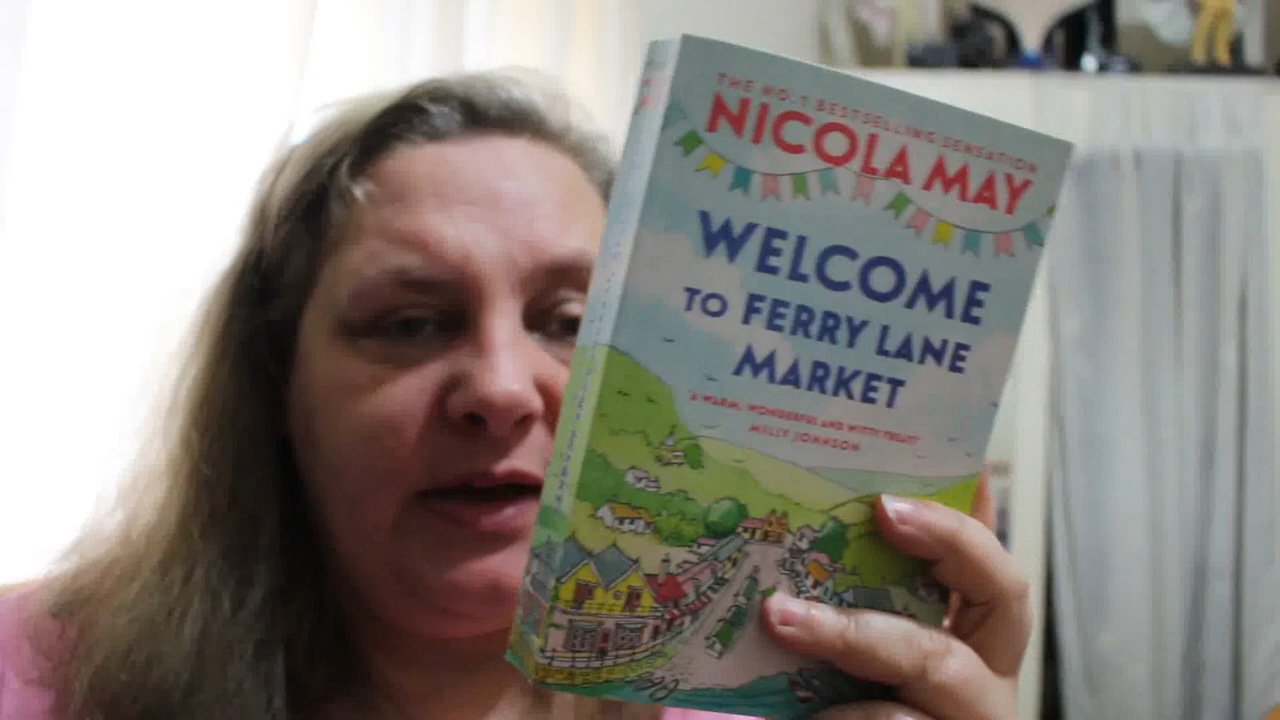 THE NO.1 BESTSELLING SENSATION
NICOLA MAY
WELCOME
TO FERRY LANE
MARKET
'A WARM, WONDERFUL AND WITTY TREAT'
MILLY JOHNSON